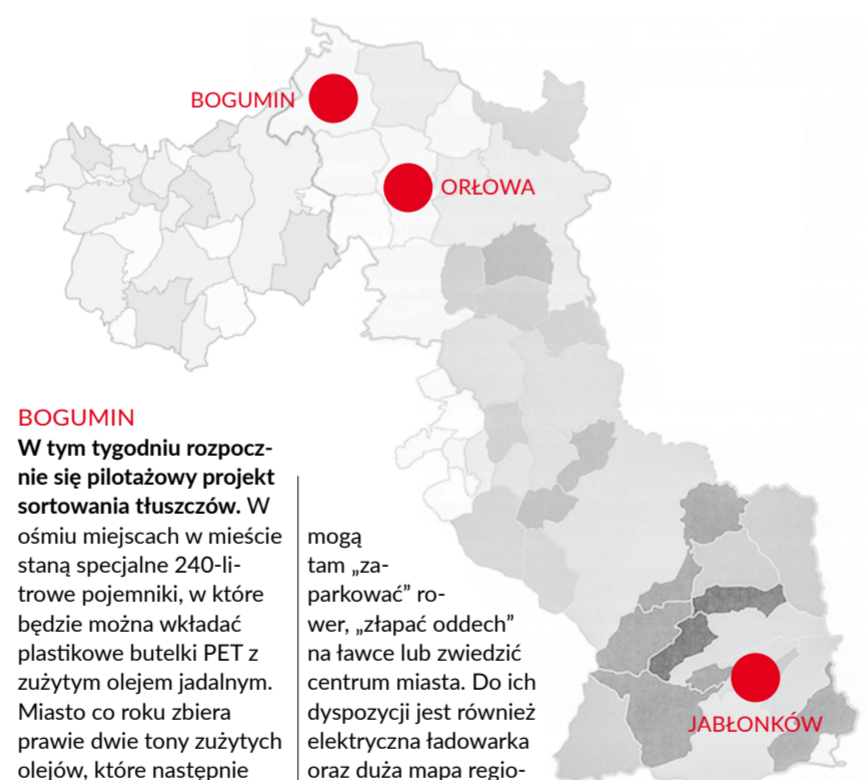 BOGUMIN
ORŁOWA
JABŁONKÓW
BOGUMIN
W tym tygodniu rozpocz-
nie się pilotażowy projekt
sortowania tłuszczów. W
ośmiu miejscach w mieście
staną specjalne 240-li-
trowe pojemniki, w które
będzie można wkładać
plastikowe butelki PET z
zużytym olejem jadalnym.
Miasto co roku zbiera
prawie dwie tony zużytych
olejów, które następnie
mogą
tam „za-
parkować” ro-
wer, „złapać oddech”
na ławce lub zwiedzić
centrum miasta. Do ich
dyspozycji jest również
elektryczna ładowarka
oraz duża mapa regio-